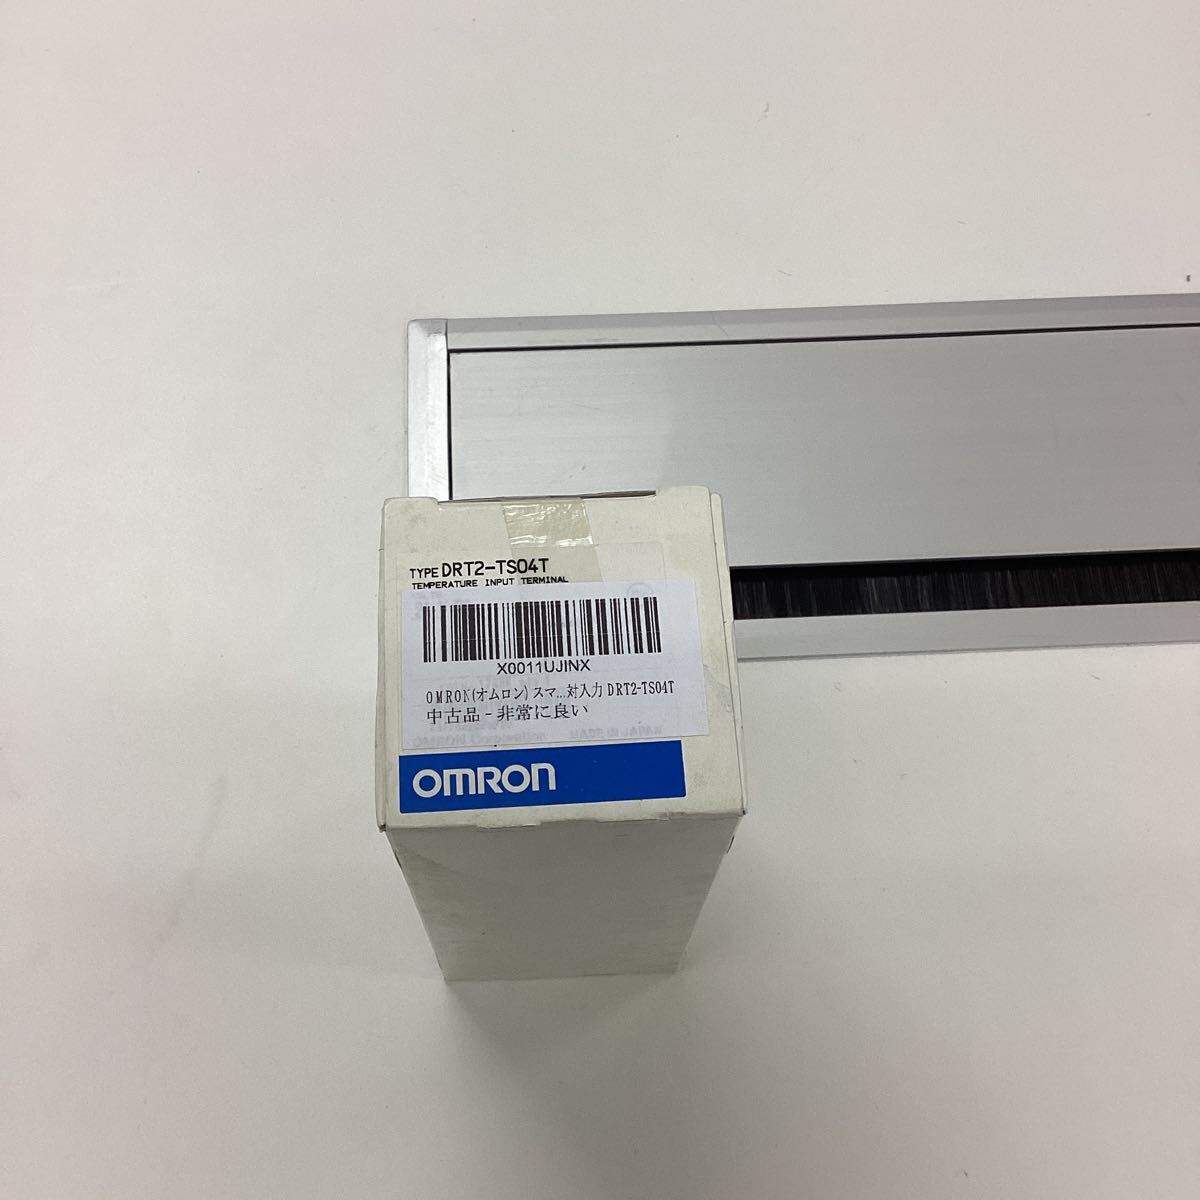 TYPE DRT2-TS04T
TEMPERATURE INPUT TERMINAL
X0011UJINX
OMRON(オムロン) スマ...対入力 DRT2-TS04T
中古品 - 非常に良い
OMRON